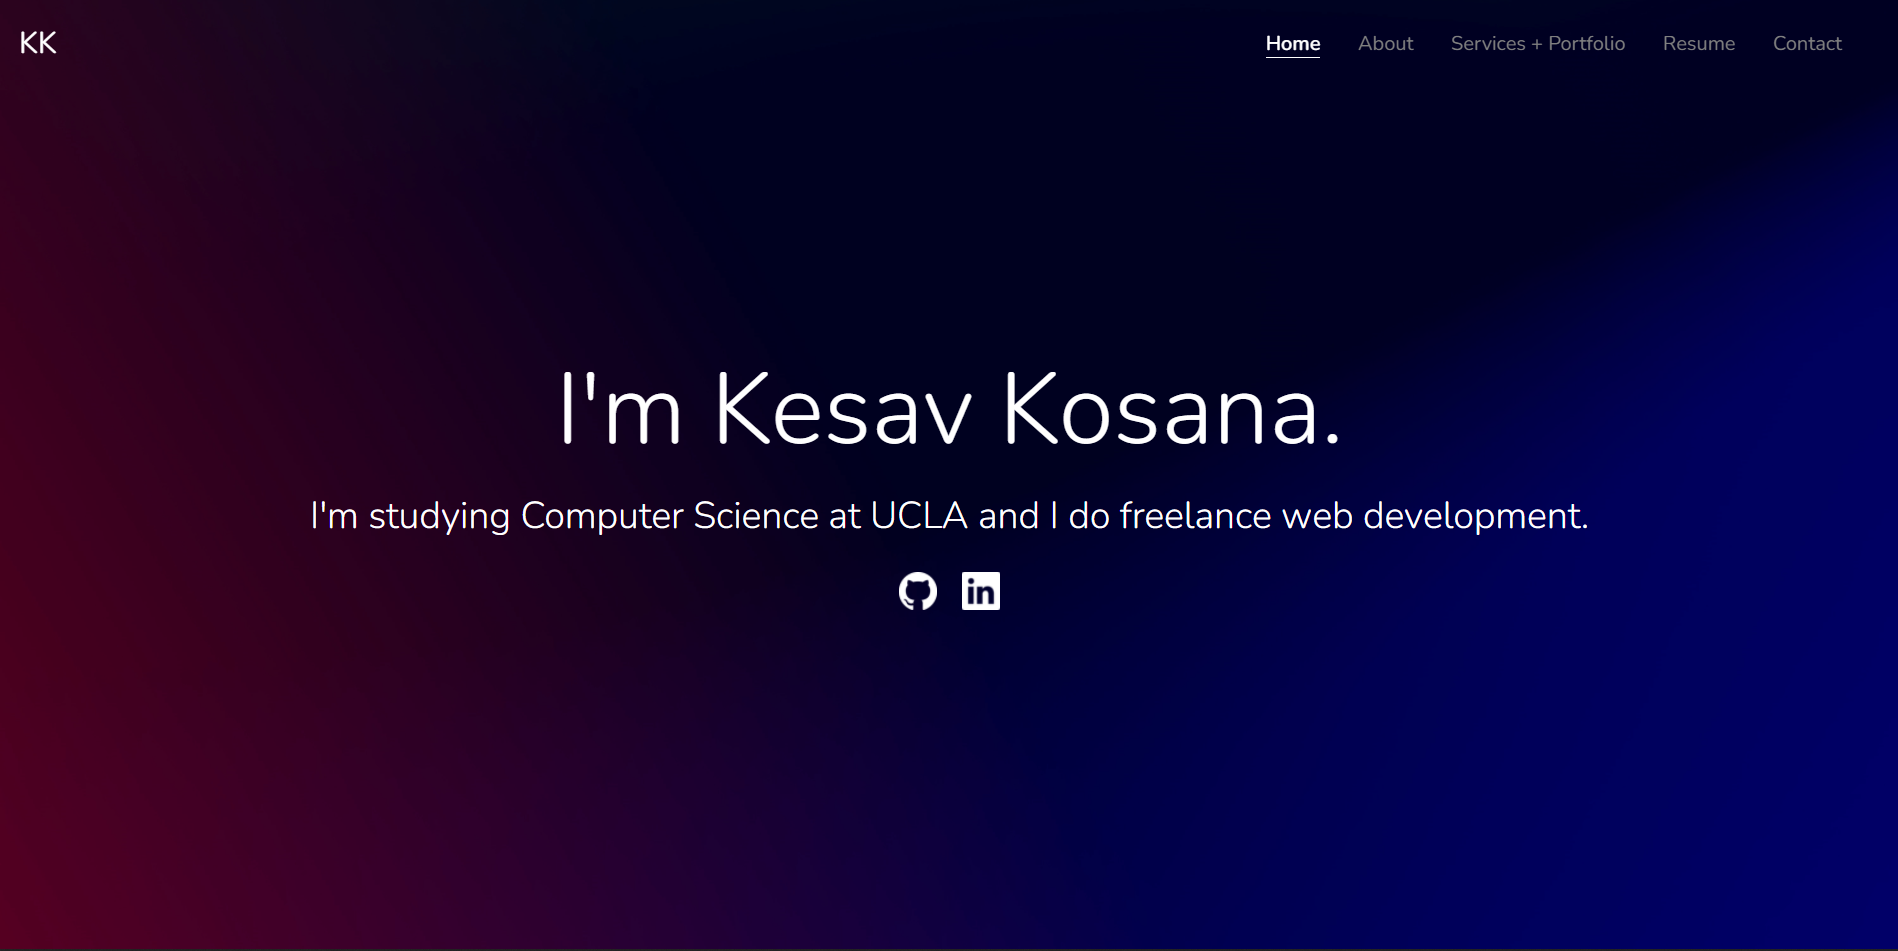 KK
Home About Services + Portfolio Resume Contact
I'm Kesav Kosana.
I'm studying Computer Science at UCLA and I do freelance web development.
in